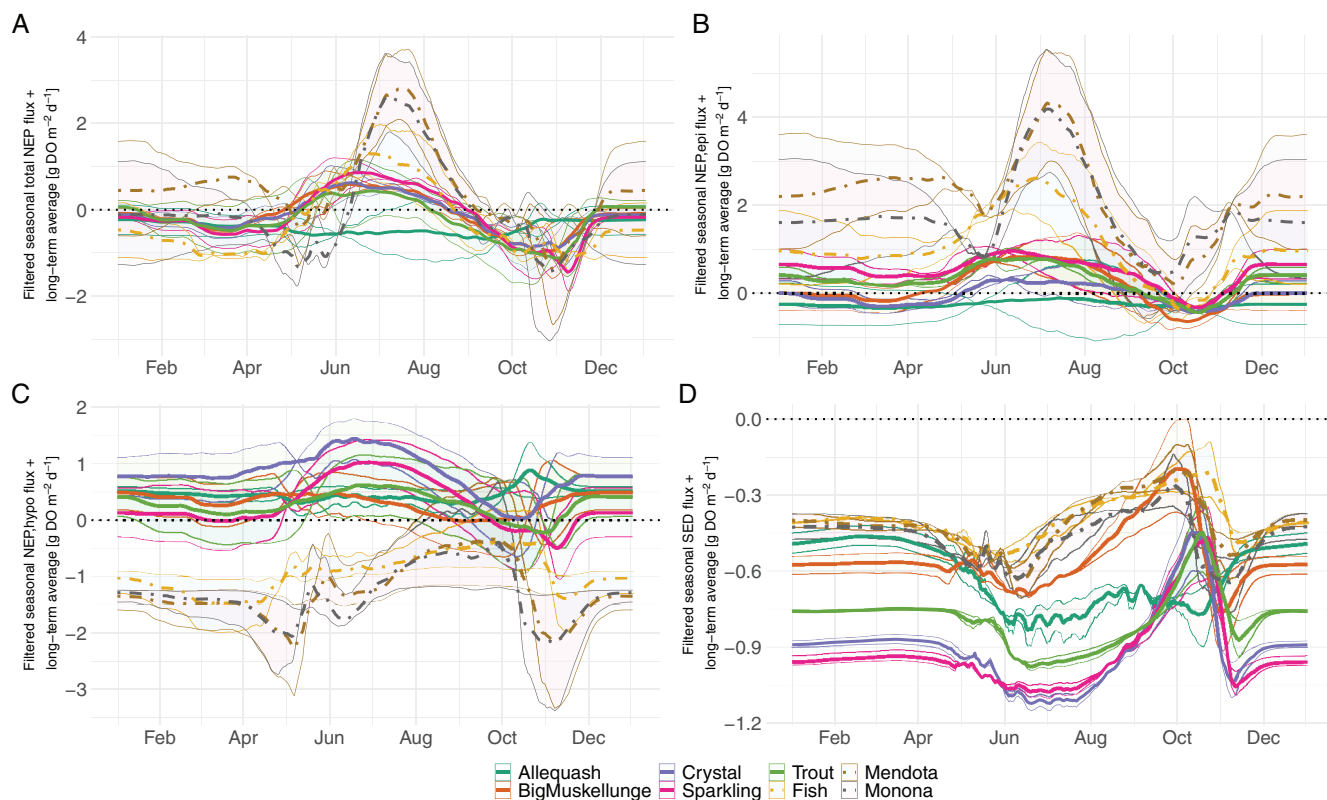 A
Filtered seasonal total NEP flux +
long−term average [g DO m−2 d−1]
4
2
0
−2
Feb Apr Jun Aug Oct Dec
B
Filtered seasonal NEP,epi flux +
long−term average [g DO m−2 d−1]
4
2
0
Feb Apr Jun Aug Oct Dec
C
Filtered seasonal NEP,hypo flux +
long−term average [g DO m−2 d−1]
2
1
0
−1
−2
−3
Feb Apr Jun Aug Oct Dec
D
Filtered seasonal SED flux +
long−term average [g DO m−2 d−1]
0.0
−0.3
−0.6
−0.9
−1.2
Feb Apr Jun Aug Oct Dec
Allequash Crystal Trout Mendota
BigMuskellunge Sparkling Fish Monona